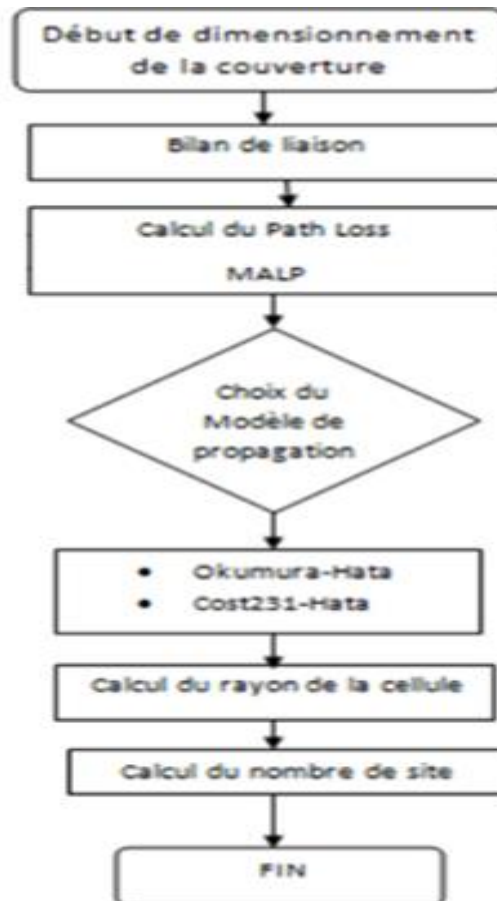 Début de dimensionnement
de la couverture
Bilan de liaison
Calcul du Path Loss
MALP
Choix du
Modèle de
propagation
• Okumura-Hata
• Cost231-Hata
Calcul du rayon de la cellule
Calcul du nombre de site
FIN